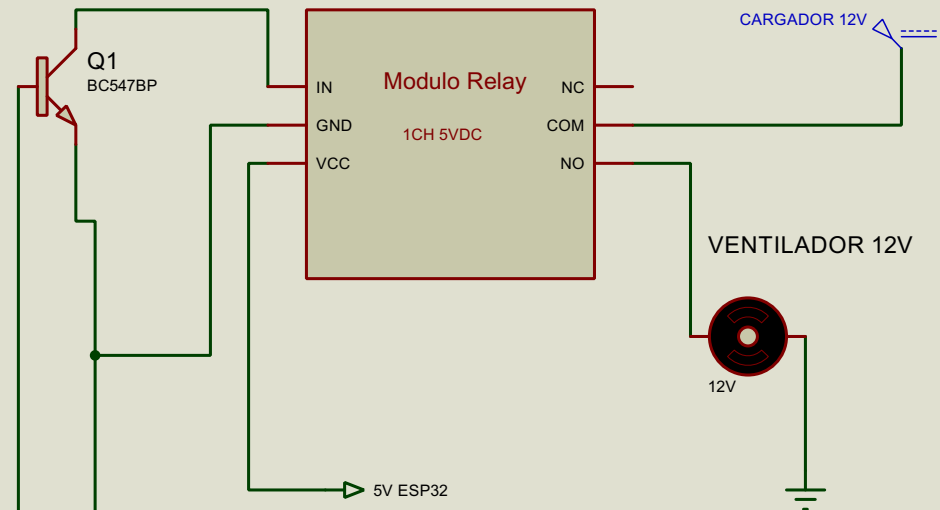 CARGADOR 12V
Q1
BC547BP
Modulo Relay
1CH 5VDC
IN
GND
VCC
NC
COM
NO
VENTILADOR 12V
12V
5V ESP32